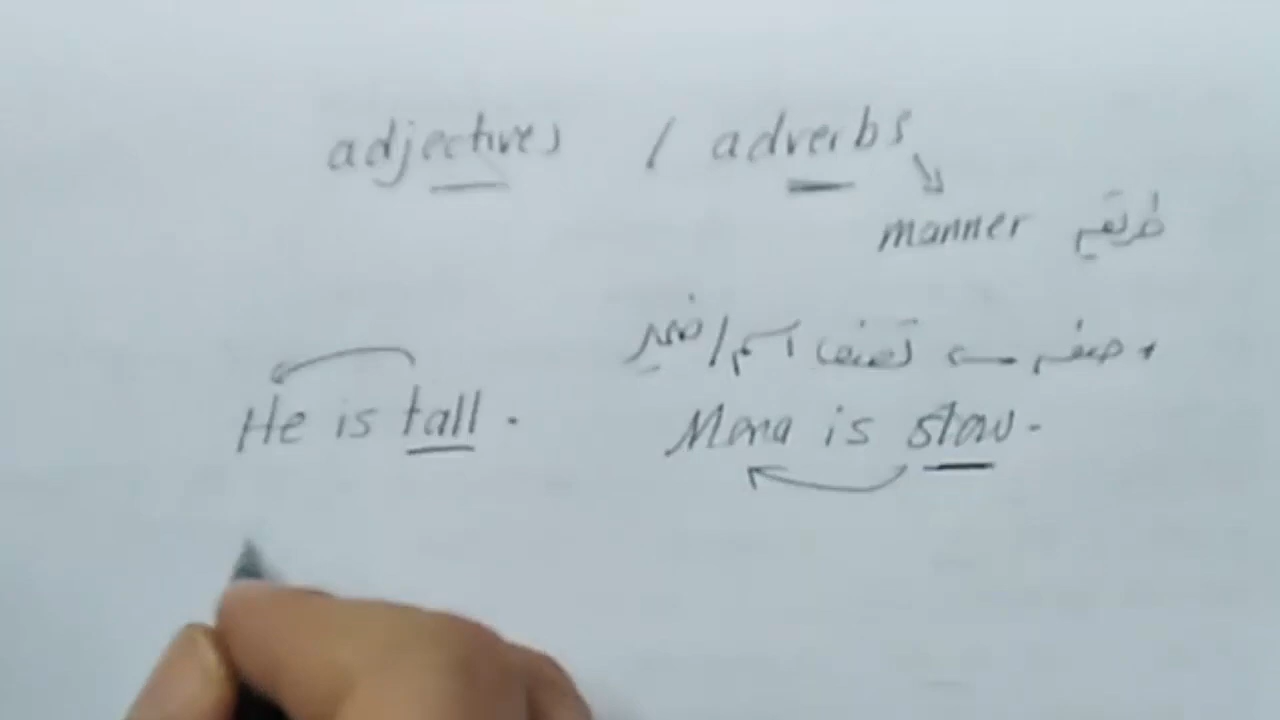 adjectives / adverbs
manner طريقة
• صفة ← تصف اسم / ضمير
He is tall. Mona is slow.